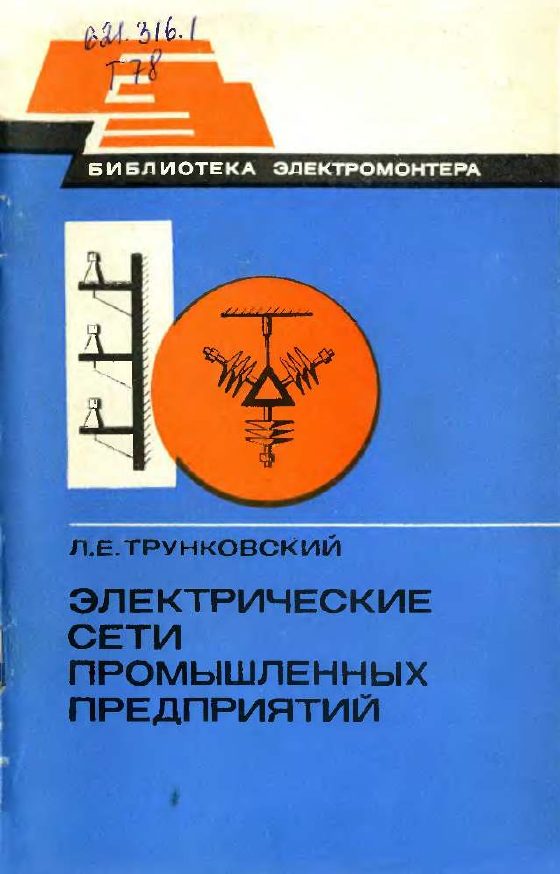 621.316.1
Т78
БИБЛИОТЕКА ЭЛЕКТРОМОНТЕРА
Л.Е. ТРУНКОВСКИЙ
ЭЛЕКТРИЧЕСКИЕ
СЕТИ
ПРОМЫШЛЕННЫХ
ПРЕДПРИЯТИЙ